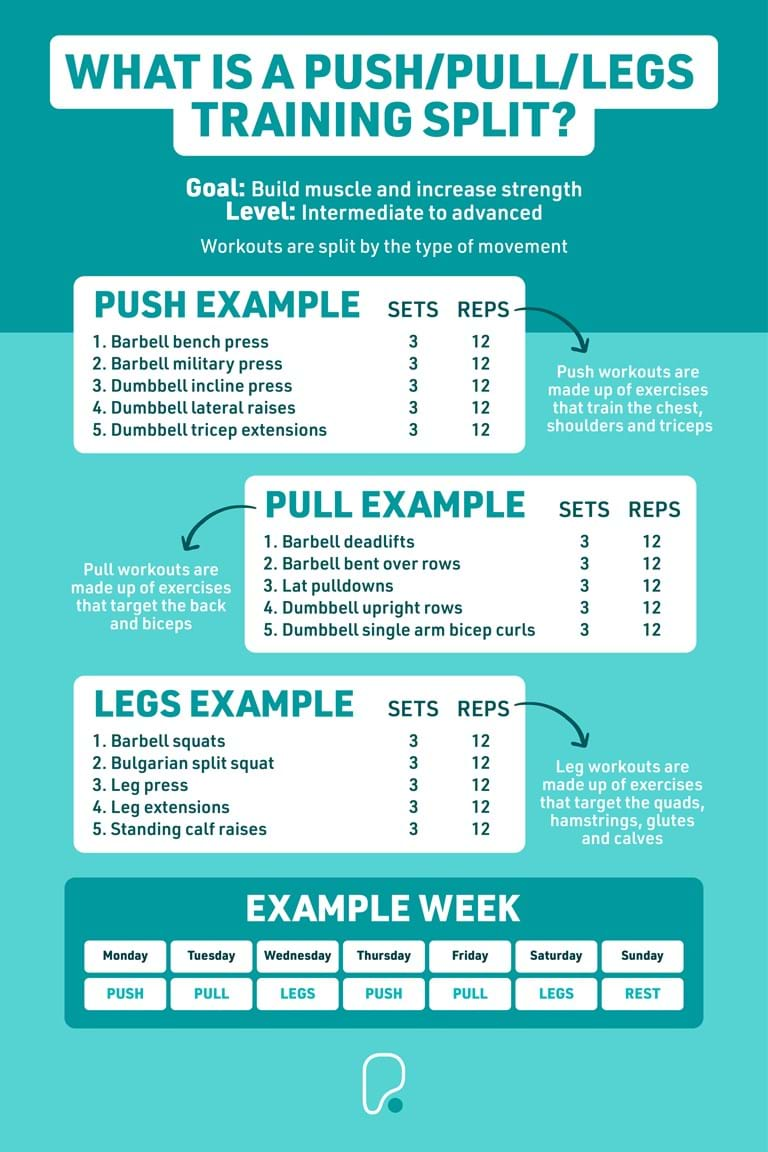 WHAT IS A PUSH/PULL/LEGS
TRAINING SPLIT?
Goal: Build muscle and increase strength
Level: Intermediate to advanced
Workouts are split by the type of movement
PUSH EXAMPLE SETS REPS
1. Barbell bench press 3 12
2. Barbell military press 3 12
3. Dumbbell incline press 3 12
4. Dumbbell lateral raises 3 12
5. Dumbbell tricep extensions 3 12
Push workouts are
made up of exercises
that train the chest,
shoulders and triceps
PULL EXAMPLE SETS REPS
1. Barbell deadlifts 3 12
2. Barbell bent over rows 3 12
3. Lat pulldowns 3 12
4. Dumbbell upright rows 3 12
5. Dumbbell single arm bicep curls 3 12
Pull workouts are
made up of exercises
that target the back
and biceps
LEGS EXAMPLE SETS REPS
1. Barbell squats 3 12
2. Bulgarian split squat 3 12
3. Leg press 3 12
4. Leg extensions 3 12
5. Standing calf raises 3 12
Leg workouts are
made up of exercises
that target the quads,
hamstrings, glutes
and calves
EXAMPLE WEEK
Monday Tuesday Wednesday Thursday Friday Saturday Sunday
PUSH PULL LEGS PUSH PULL LEGS REST